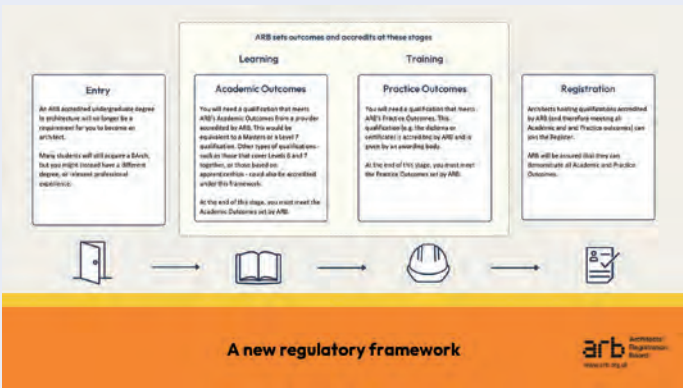 ARB sets outcomes and accredits at these stages
Learning
Training
Entry
An ARB accredited undergraduate degree
in architecture will no longer be a
requirement for you to become an
architect.
Many students will still acquire a BArch,
but you might instead have a different
degree, or relevant professional
experience.
Academic Outcomes
You will need a qualification that meets
ARB's Academic Outcomes from a provider
accredited by ARB. This would be
equivalent to a Masters or a Level 7
qualification. Other types of qualifications -
such as those that cover Levels 6 and 7
together, or those based on
apprenticeships - could also be accredited
under this framework.
At the end of this stage, you must meet the
Academic Outcomes set by ARB.
Practice Outcomes
You will need a qualification that meets
ARB's Practice Outcomes. This
qualification (e.g. the diploma or
certificate) is accredited by ARB and is
given by an awarding body.
At the end of this stage, you must meet
the Practice Outcomes set by ARB.
Registration
Architects holding qualifications accredited
by ARB (and therefore meeting all
Academic and Practice outcomes) can
join the Register.
ARB will be assured that they can
demonstrate all Academic and Practice
Outcomes.
A new regulatory framework
arb
Architects
Registration
Board
www.arb.org.uk